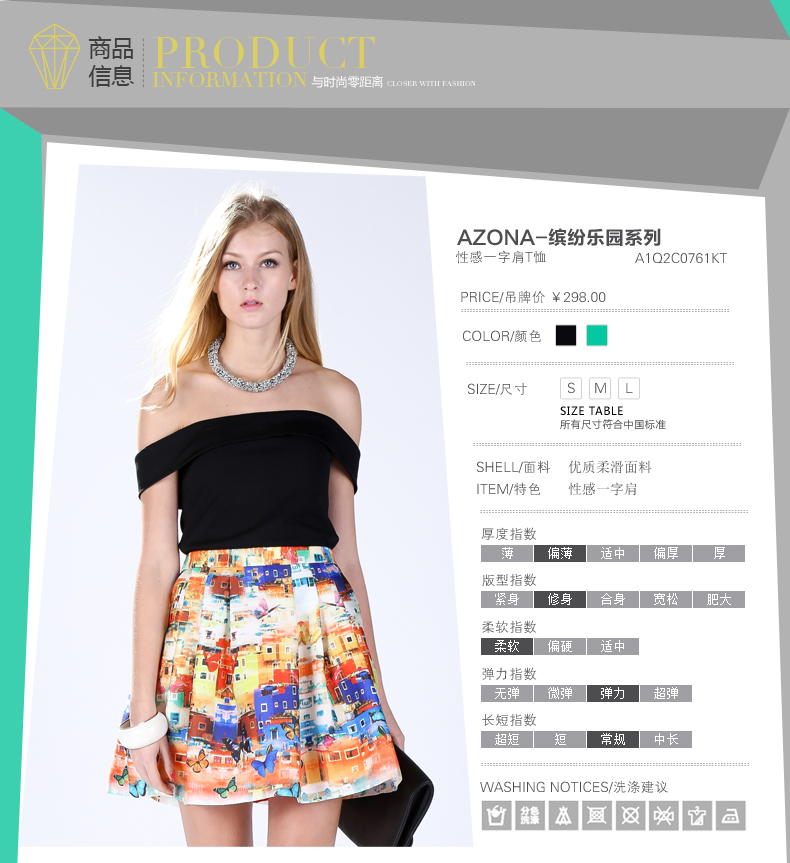 商品
信息
PRODUCT
INFORMATION 与时尚零距离 CLOSER WITH FASHION
AZONA-缤纷乐园系列
性感一字肩T恤 A1Q2C0761KT
PRICE/吊牌价 ¥298.00
COLOR/颜色
SIZE/尺寸 S M L
SIZE TABLE
所有尺寸符合中国标准
SHELL/面料 优质柔滑面料
ITEM/特色 性感一字肩
厚度指数
薄 偏薄 适中 偏厚 厚
版型指数
紧身 修身 合身 宽松 肥大
柔软指数
柔软 偏硬 适中
弹力指数
无弹 微弹 弹力 超弹
长短指数
超短 短 常规 中长
WASHING NOTICES/洗涤建议
分色
洗涤